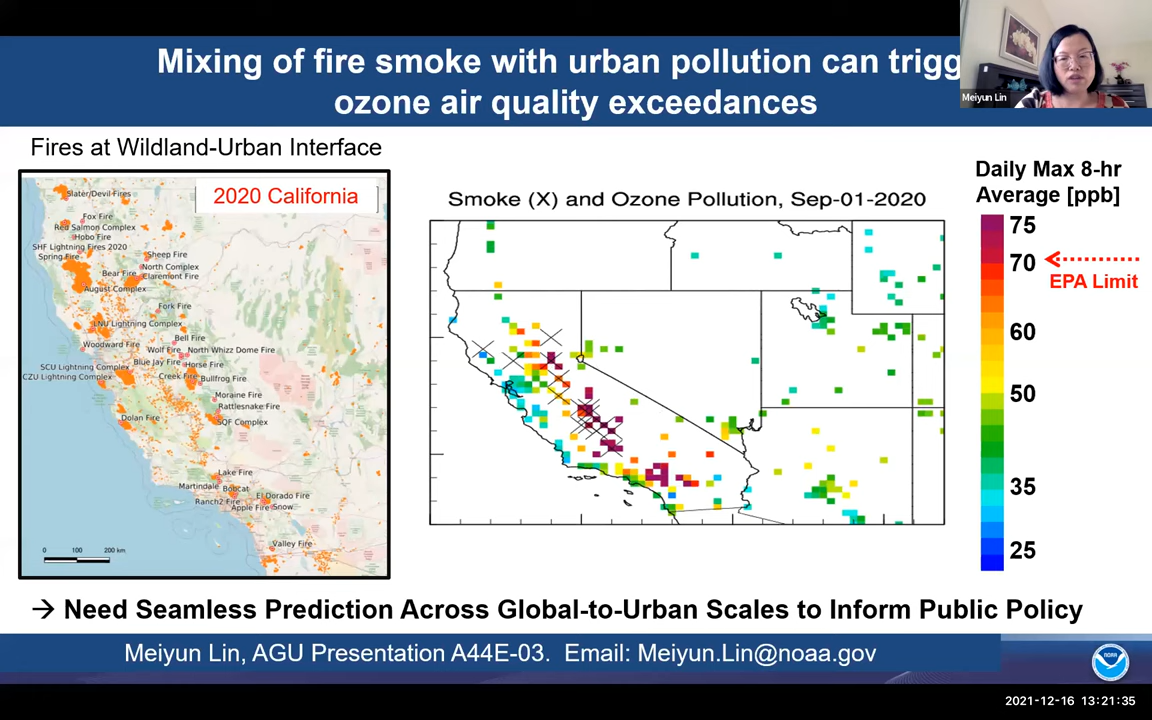 Mixing of fire smoke with urban pollution can trigg
ozone air quality exceedances
Meiyun Lin
Fires at Wildland-Urban Interface
2020 California
Slater/Devil Fires
Fox Fire
Red Salmon Complex
Hobo Fire
SHF Lightning Fires 2020
Spring Fire
Sheep Fire
North Complex
Bear Fire
Claremont Fire
August Complex
Fork Fire
LNU Lightning Complex
Bell Fire
Woodward Fire
Wolf Fire
North Whizz Dome Fire
Blue Jay Fire
Horse Fire
SCU Lightning Complex
CZU Lightning Complex
Creek Fire
Bullfrog Fire
Moraine Fire
Rattlesnake Fire
Dolan Fire
SQF Complex
Lake Fire
Martindale
Bobcat
Ranch2 Fire
El Dorado Fire
Apple Fire
Snow
Valley Fire
0 100 200 km
Smoke (X) and Ozone Pollution, Sep-01-2020
Daily Max 8-hr
Average [ppb]
75
70
EPA Limit
60
50
35
25
→ Need Seamless Prediction Across Global-to-Urban Scales to Inform Public Policy
Meiyun Lin, AGU Presentation A44E-03. Email: Meiyun.Lin@noaa.gov
NOAA
2021-12-16 13:21:35